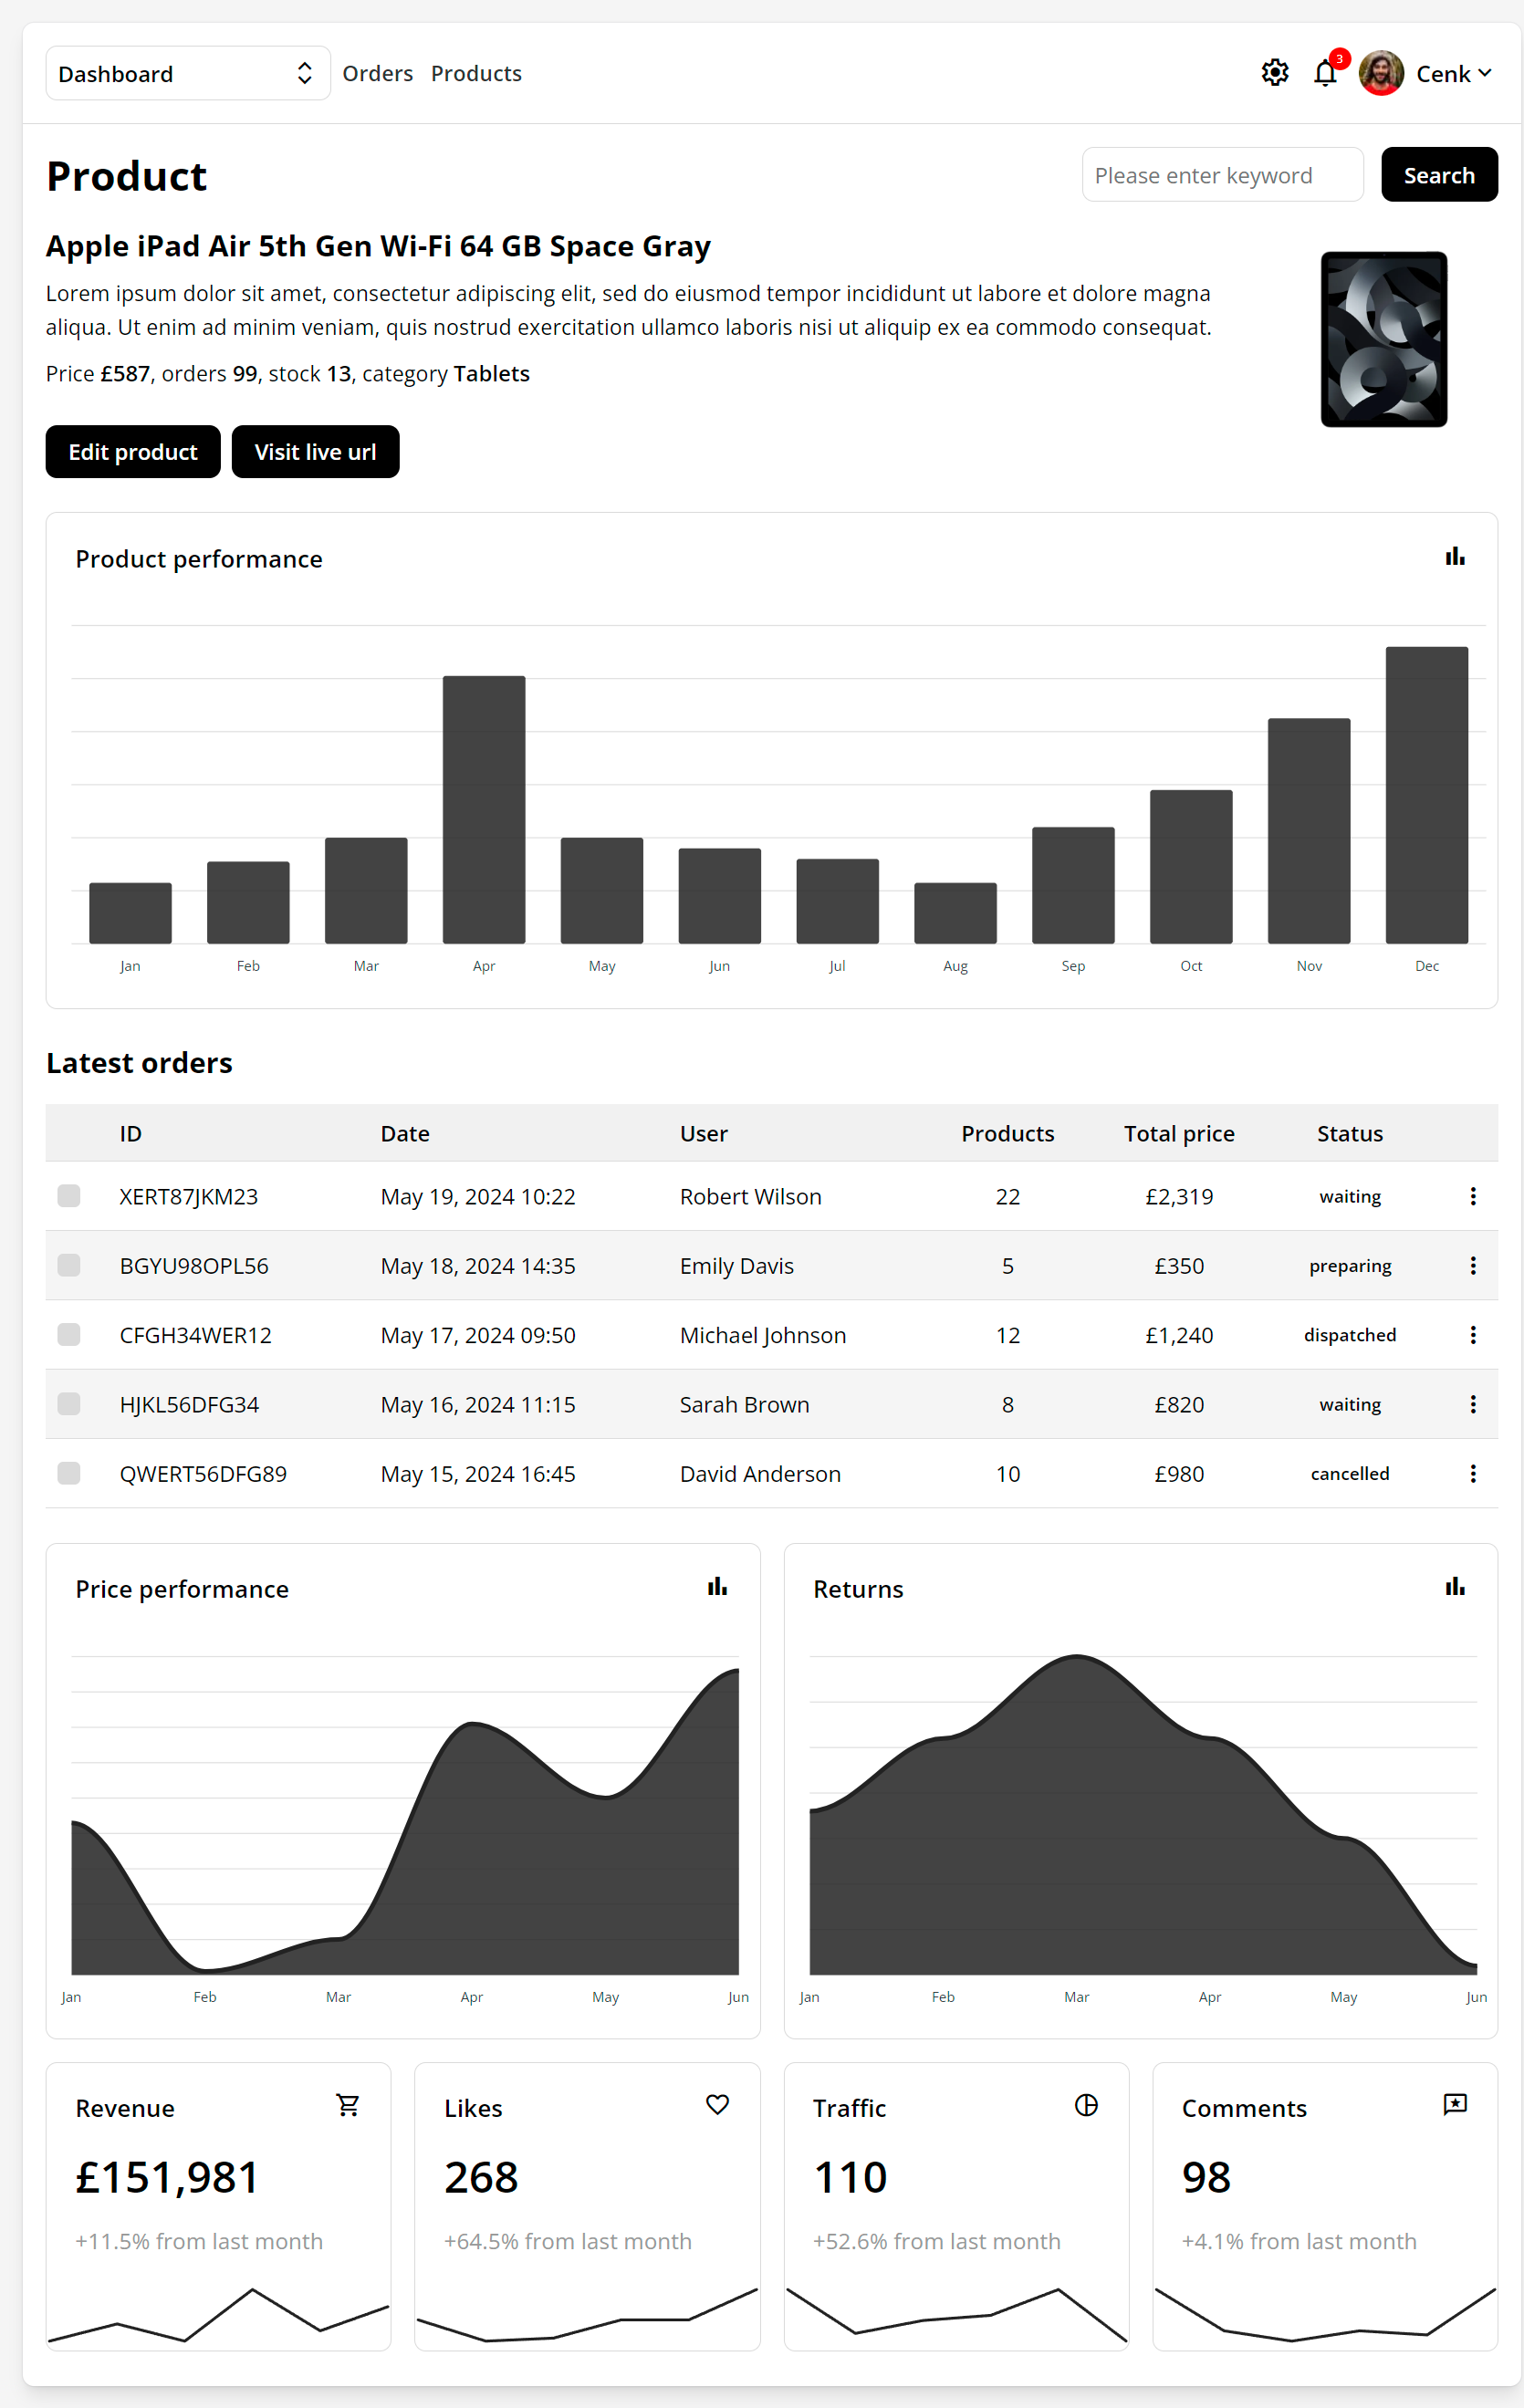 Dashboard Orders Products 3 Cenk
Product Please enter keyword Search
Apple iPad Air 5th Gen Wi-Fi 64 GB Space Gray
Lorem ipsum dolor sit amet, consectetur adipiscing elit, sed do eiusmod tempor incididunt ut labore et dolore magna
aliqua. Ut enim ad minim veniam, quis nostrud exercitation ullamco laboris nisi ut aliquip ex ea commodo consequat.
Price £587, orders 99, stock 13, category Tablets
Edit product Visit live url
Product performance
Jan Feb Mar Apr May Jun Jul Aug Sep Oct Nov Dec
Latest orders
ID Date User Products Total price Status
XERT87JKM23 May 19, 2024 10:22 Robert Wilson 22 £2,319 waiting
BGYU98OPL56 May 18, 2024 14:35 Emily Davis 5 £350 preparing
CFGH34WER12 May 17, 2024 09:50 Michael Johnson 12 £1,240 dispatched
HJKL56DFG34 May 16, 2024 11:15 Sarah Brown 8 £820 waiting
QWERT56DFG89 May 15, 2024 16:45 David Anderson 10 £980 cancelled
Price performance
Jan Feb Mar Apr May Jun
Returns
Jan Feb Mar Apr May Jun
Revenue
£151,981
+11.5% from last month
Likes
268
+64.5% from last month
Traffic
110
+52.6% from last month
Comments
98
+4.1% from last month